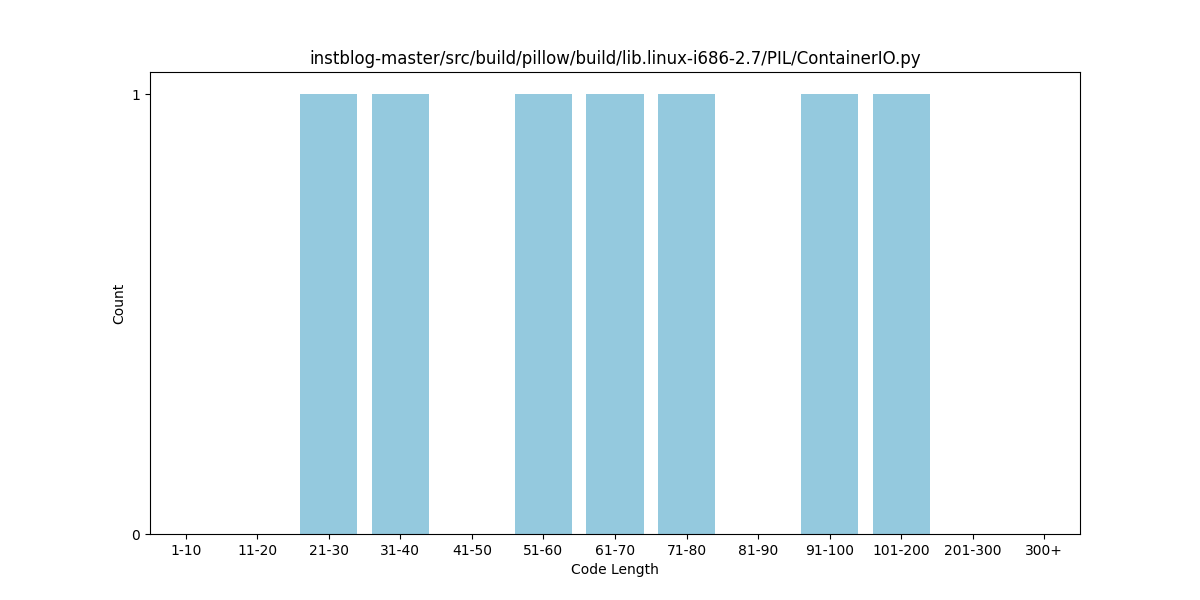 instblog-master/src/build/pillow/build/lib.linux-i686-2.7/PIL/ContainerIO.py
Count
1
0
1-10 11-20 21-30 31-40 41-50 51-60 61-70 71-80 81-90 91-100 101-200 201-300 300+
Code Length